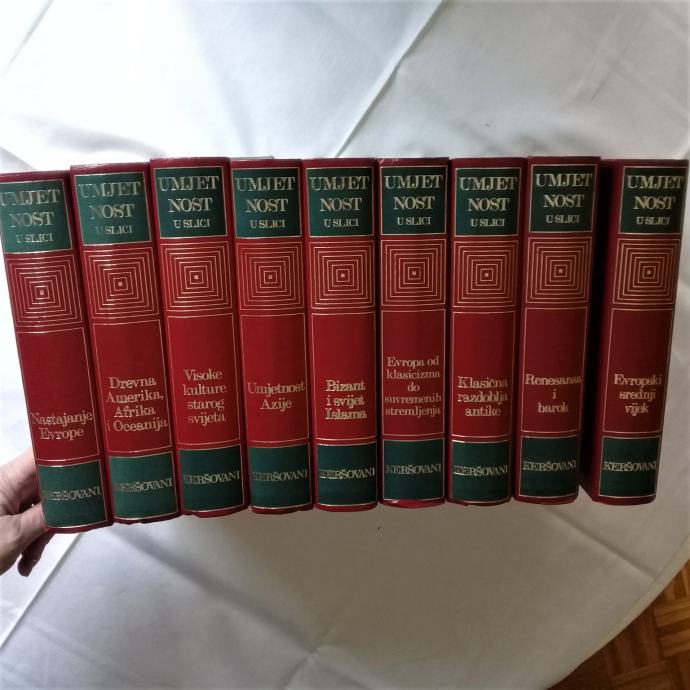 UMJET
NOST
U SLICI
Nastajanje
Evrope
KERŠOVANI
UMJET
NOST
U SLICI
Drevna
Amerika,
Afrika
i Oceanija
KERŠOVANI
UMJET
NOST
U SLICI
Visoke
kulture
starog
svijeta
KERŠOVANI
UMJET
NOST
U SLICI
Umjetnost
Azije
KERŠOVANI
UMJET
NOST
U SLICI
Bizant
i svijet
Islama
KERŠOVANI
UMJET
NOST
U SLICI
Evropa od
klasicizma
do
suvremenih
stremljenja
KERŠOVANI
UMJET
NOST
U SLICI
Klasična
razdoblja
antike
KERŠOVANI
UMJET
NOST
U SLICI
Renesansa
i
barok
KERŠOVANI
UMJET
NOST
U SLICI
Evropski
srednji
vijek
KERŠOVANI